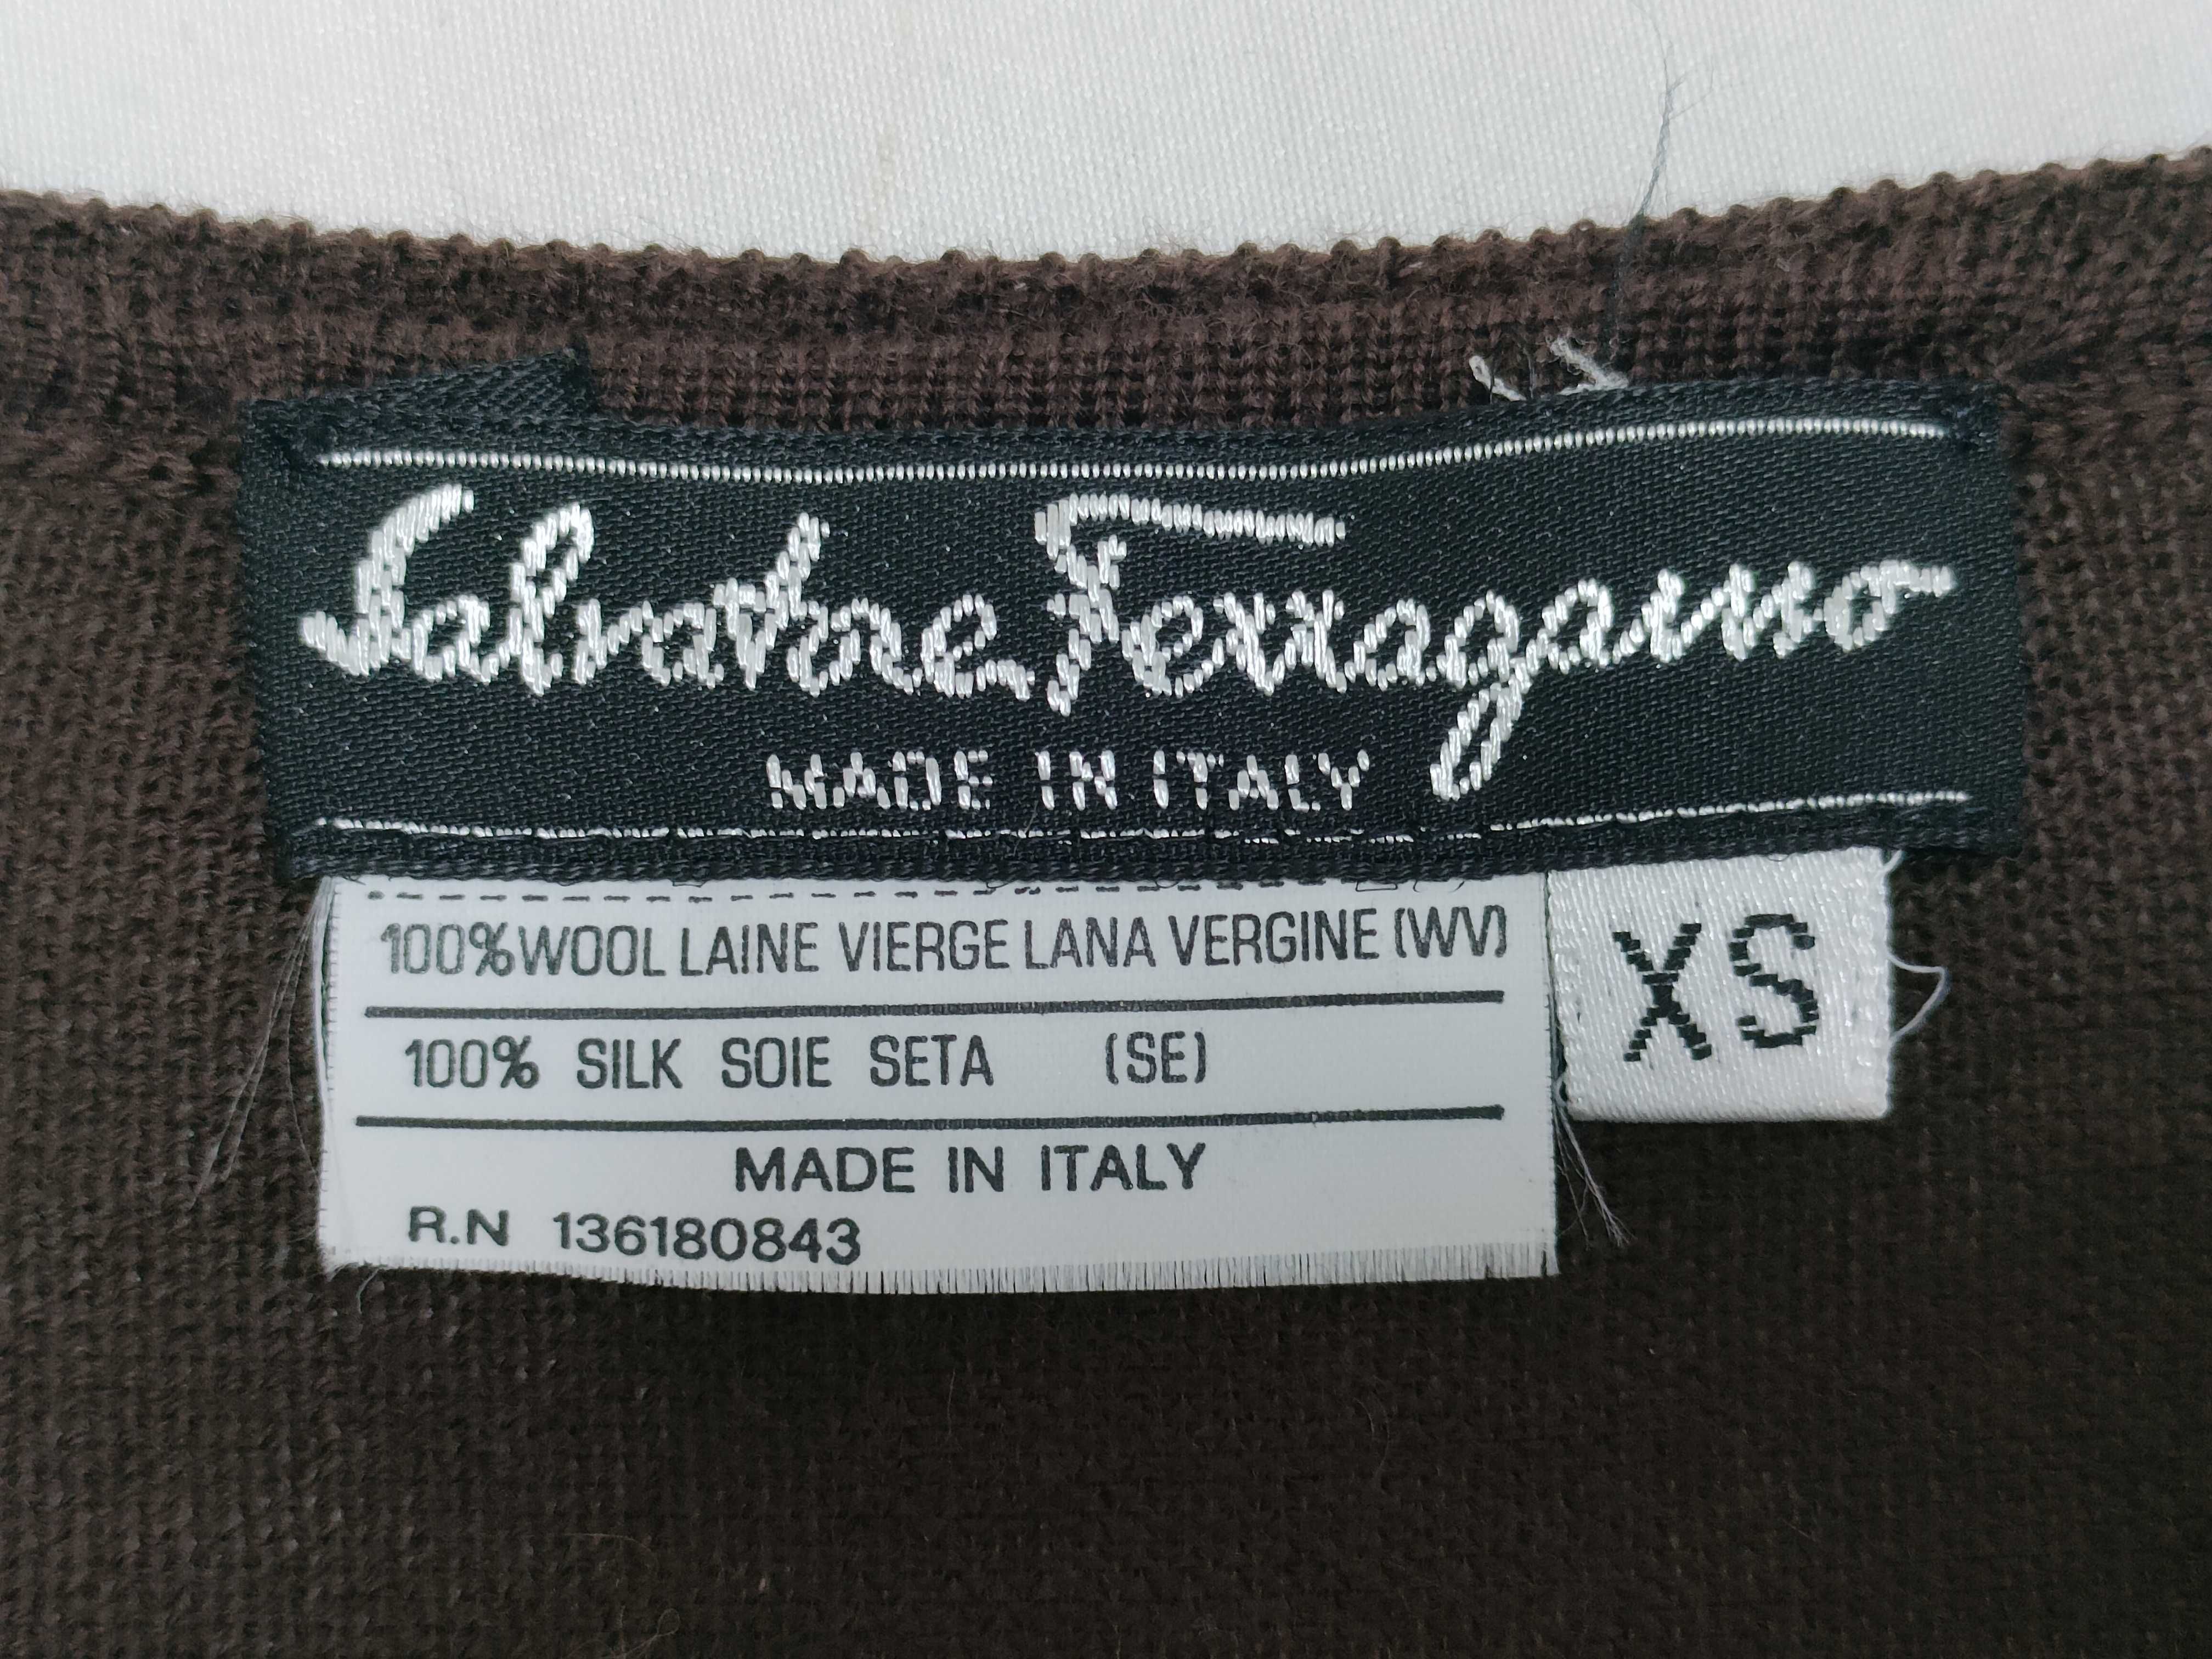 Salvatore Ferragamo
MADE IN ITALY
100% WOOL LAINE VIERGE LANA VERGINE (WV)
100% SILK SOIE SETA (SE)
MADE IN ITALY
R.N 136180843
XS